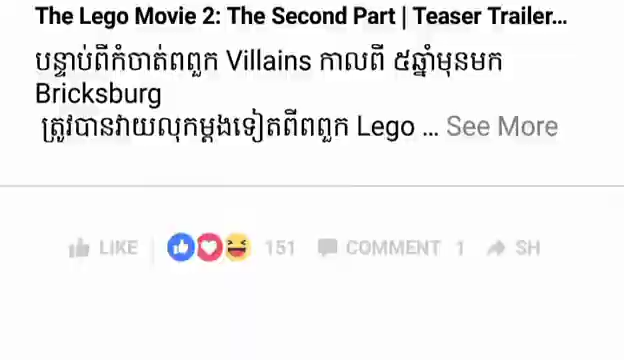 The Lego Movie 2: The Second Part | Teaser Trailer...
បន្ទាប់ពីកំចាត់ពពួក Villains កាលពី ៥ឆ្នាំមុនមក
Bricksburg
ត្រូវបានវាយលុកម្ដងទៀតពីពពួក Lego ... See More
LIKE 151 COMMENT 1 SH